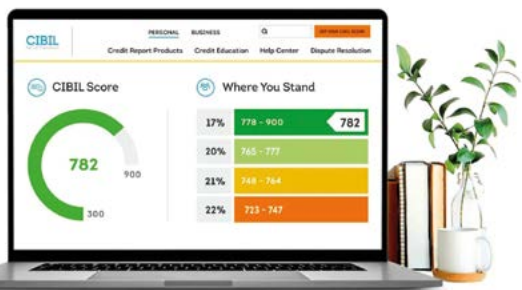 CIBIL
PERSONAL BUSINESS
Credit Report Products Credit Education Help Center Dispute Resolution
CIBIL Score
782
900
300
Where You Stand
17% 778 - 900 782
20% 765 - 777
21% 748 - 764
22% 723 - 747